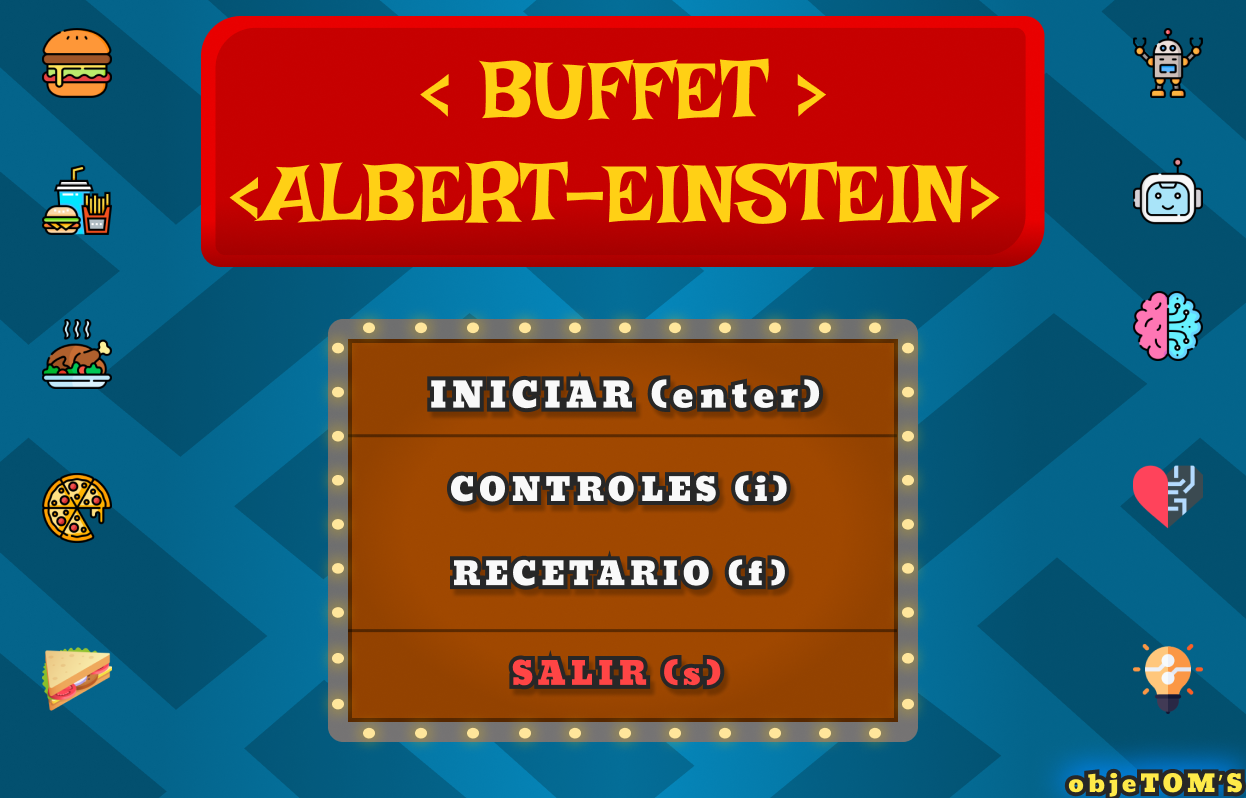 < BUFFET >
<ALBERT-EINSTEIN>
INICIAR (enter)
CONTROLES (i)
RECETARIO (f)
SALIR (s)
objeTOM'S